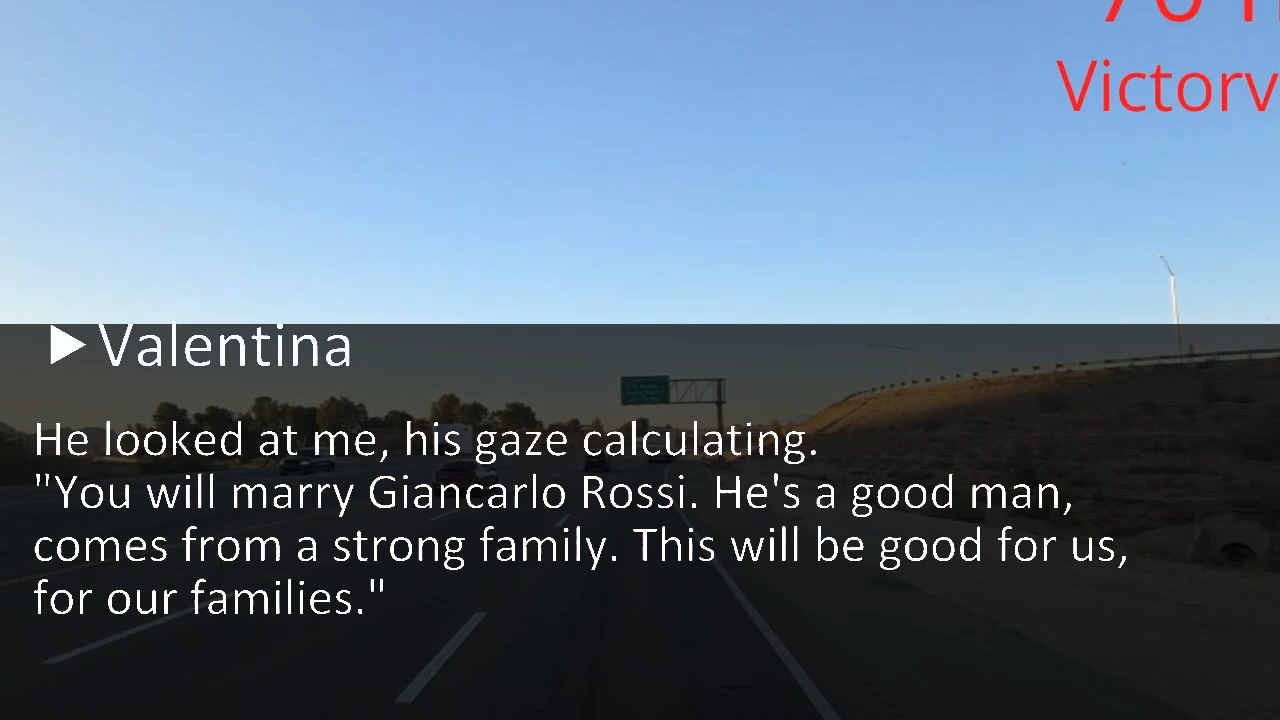 Victorv
▶Valentina
He looked at me, his gaze calculating.
"You will marry Giancarlo Rossi. He's a good man,
comes from a strong family. This will be good for us,
for our families."